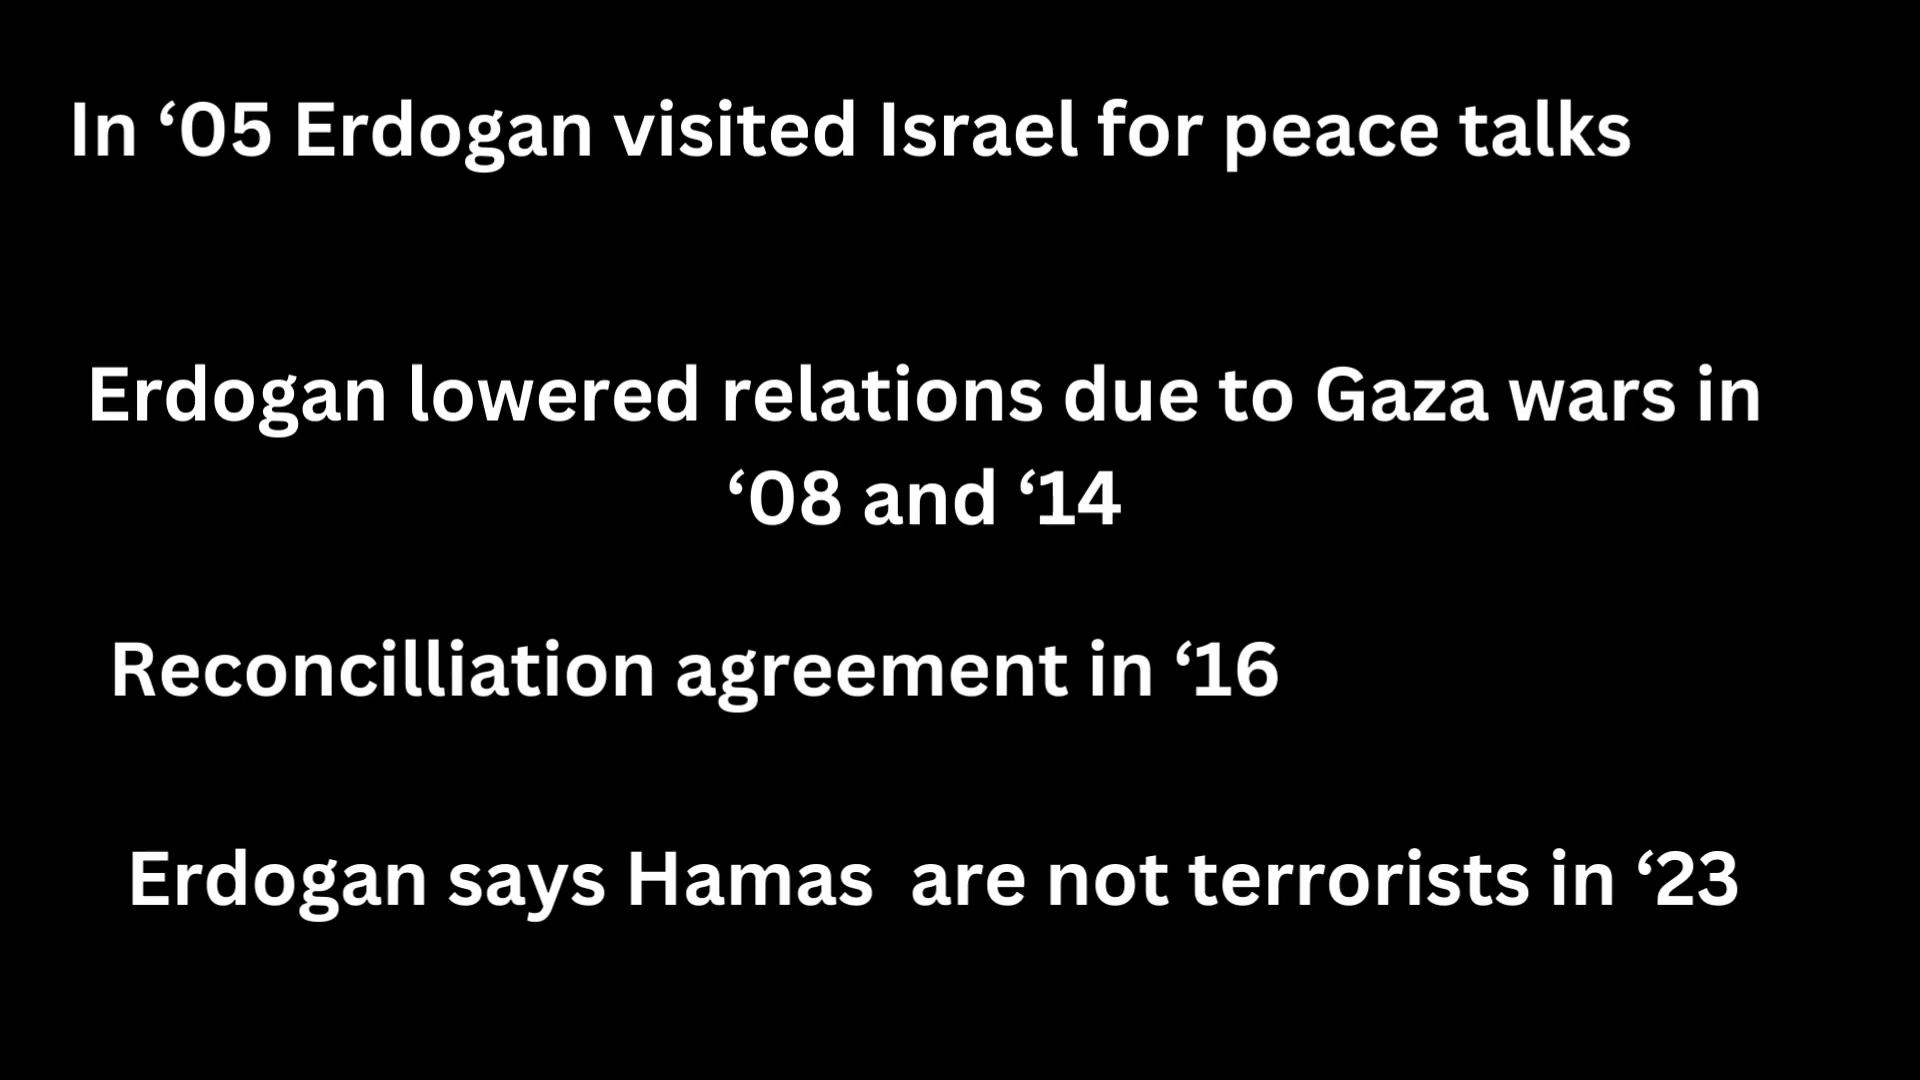 In ‘05 Erdogan visited Israel for peace talks
Erdogan lowered relations due to Gaza wars in
‘08 and ‘14
Reconcilliation agreement in ‘16
Erdogan says Hamas  are not terrorists in ‘23